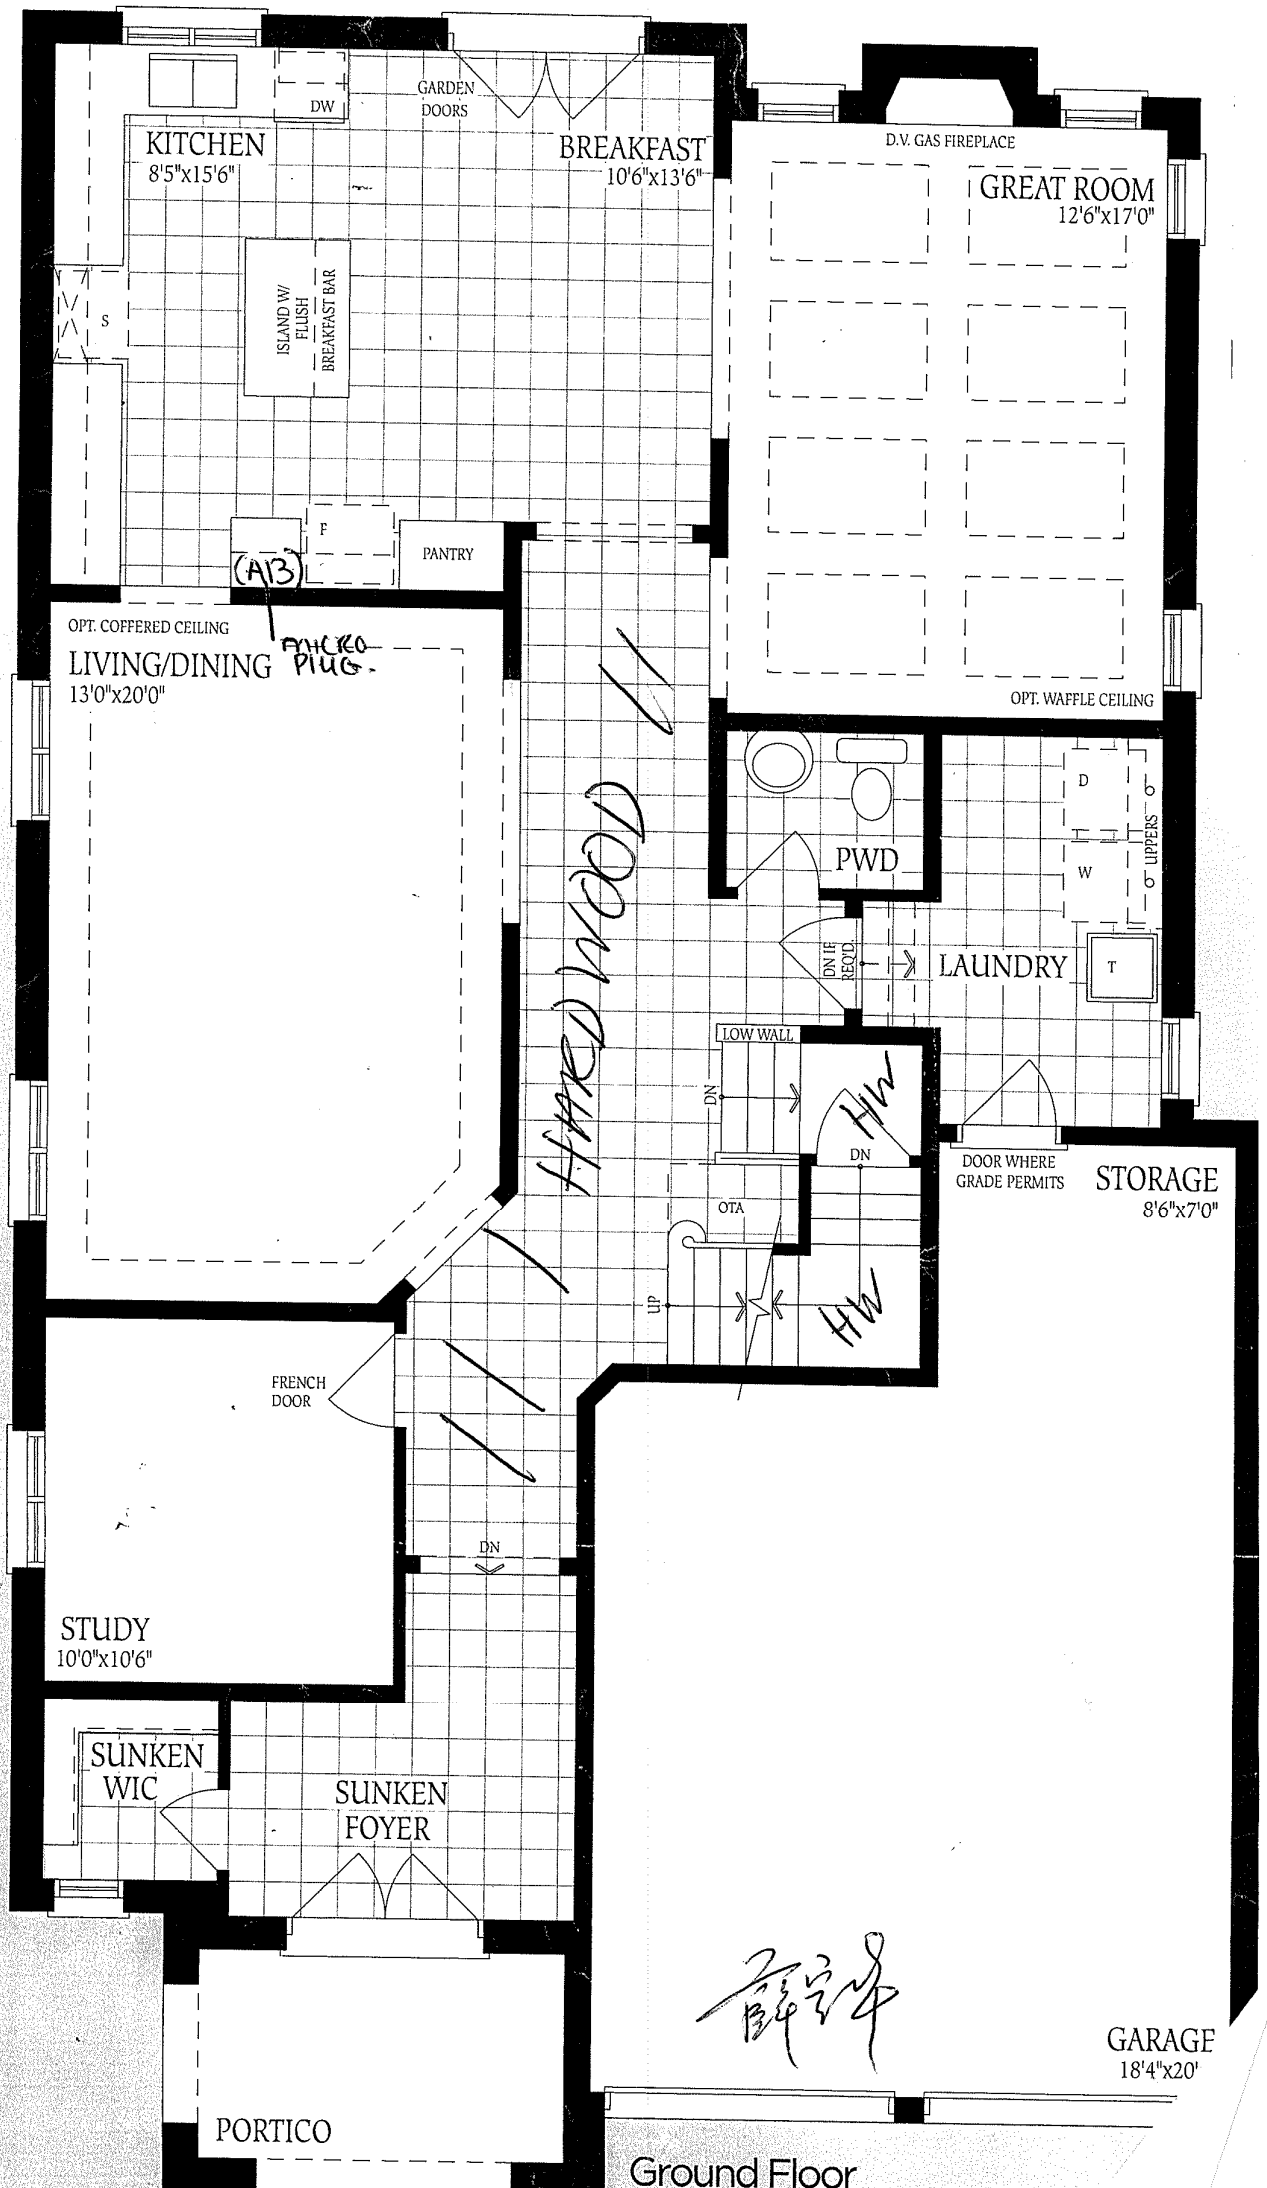 GARDEN
DOORS
DW
KITCHEN
8'5"x15'6"
BREAKFAST
10'6"x13'6"
D.V. GAS FIREPLACE
GREAT ROOM
12'6"x17'0"
S
ISLAND W/
FLUSH
BREAKFAST BAR
F
PANTRY
(A13)
MICRO
PLUG.
OPT. COFFERED CEILING
LIVING/DINING
13'0"x20'0"
OPT. WAFFLE CEILING
HARDWOOD
PWD
D
W
UPPERS
DN IF
REQ'D.
LAUNDRY
T
LOW WALL
DN
HW
DN
DOOR WHERE
GRADE PERMITS
STORAGE
8'6"x7'0"
OTA
UP
HW
FRENCH
DOOR
DN
STUDY
10'0"x10'6"
SUNKEN
WIC
SUNKEN
FOYER
GARAGE
18'4"x20'
PORTICO
Ground Floor